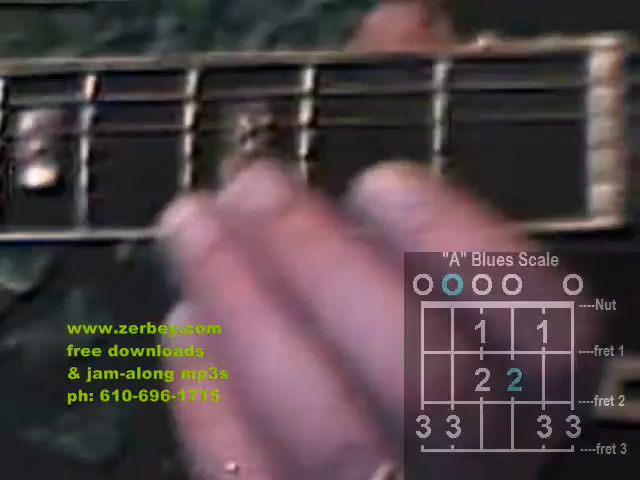 "A" Blues Scale
O O O O O
----Nut
1 1
www.zerbey.com
free downloads
----fret 1
& jam-along mp3s
2 2
ph: 610-696-1715
----fret 2
3 3 3 3
----fret 3